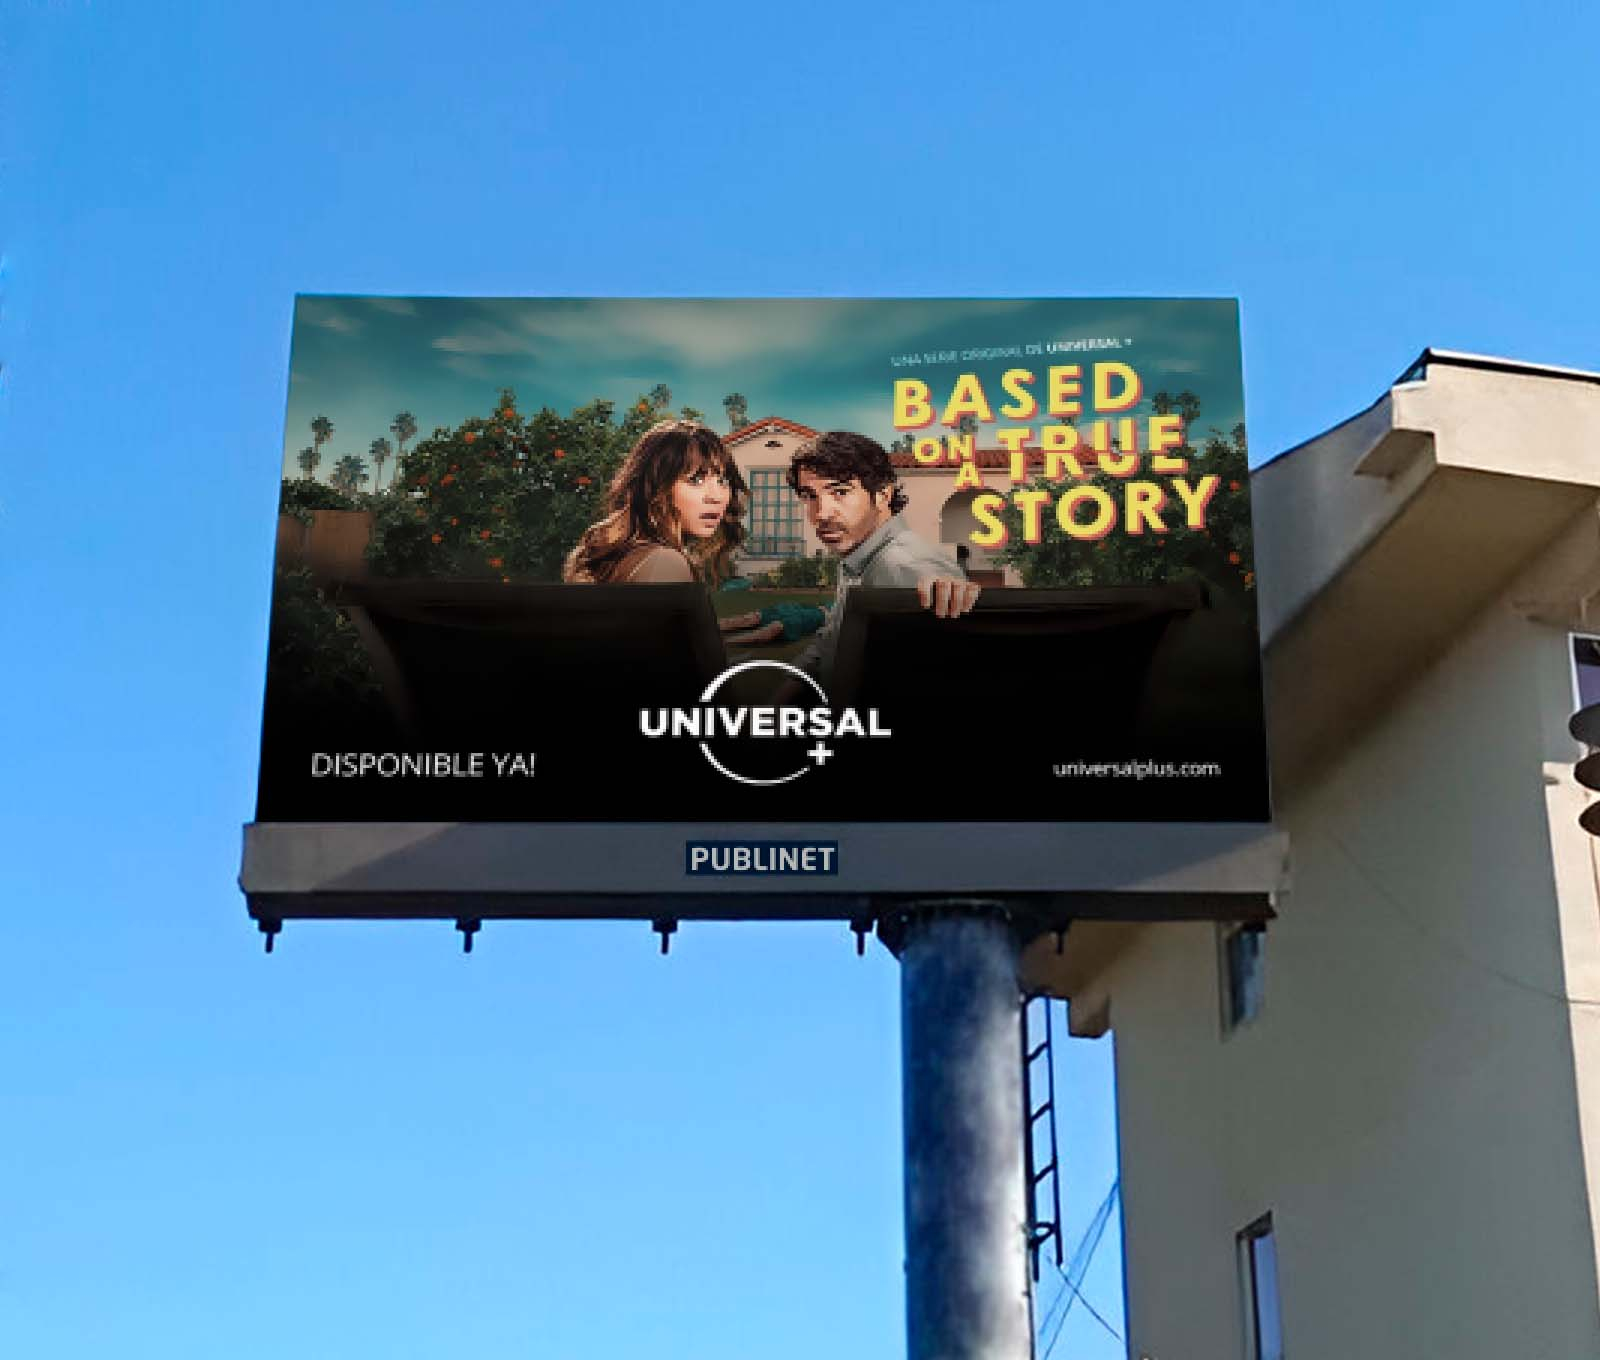 UNA SERIE ORIGINAL DE UNIVERSAL+
BASED
ON A TRUE
STORY
UNIVERSAL+
DISPONIBLE YA!
universalplus.com
PUBLINET